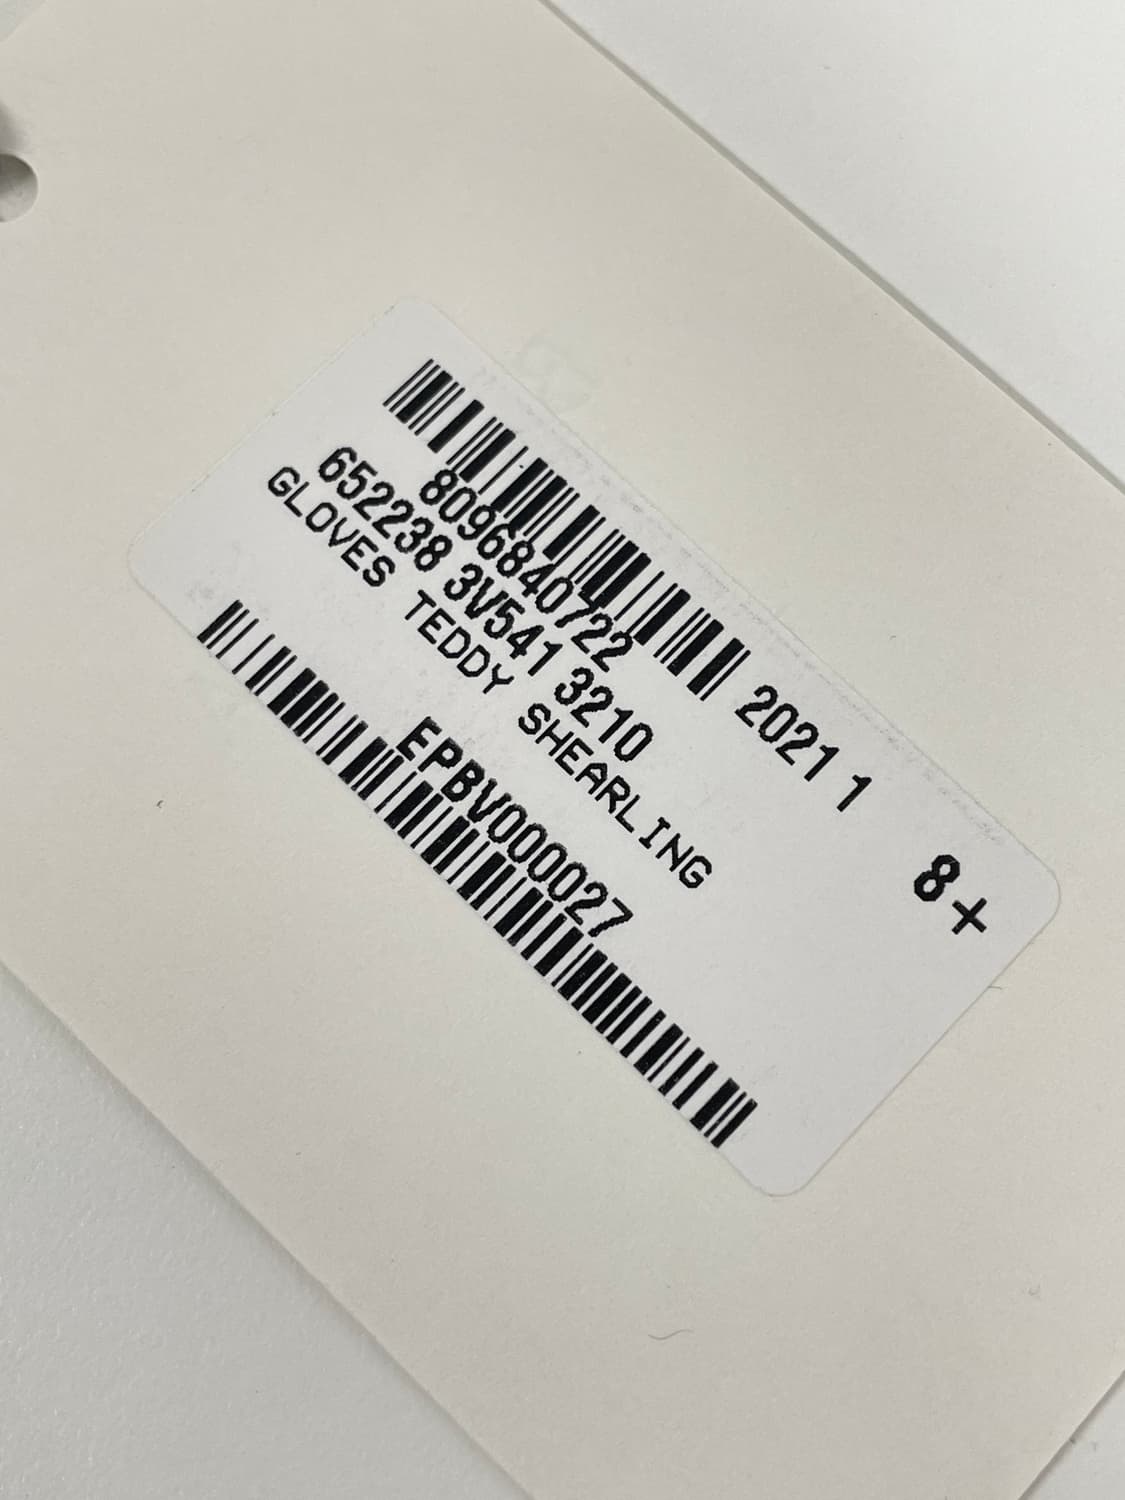 2021 1
8096840722
652238 3V541 3210
8+
GLOVES TEDDY SHEARLING
EPBV000027